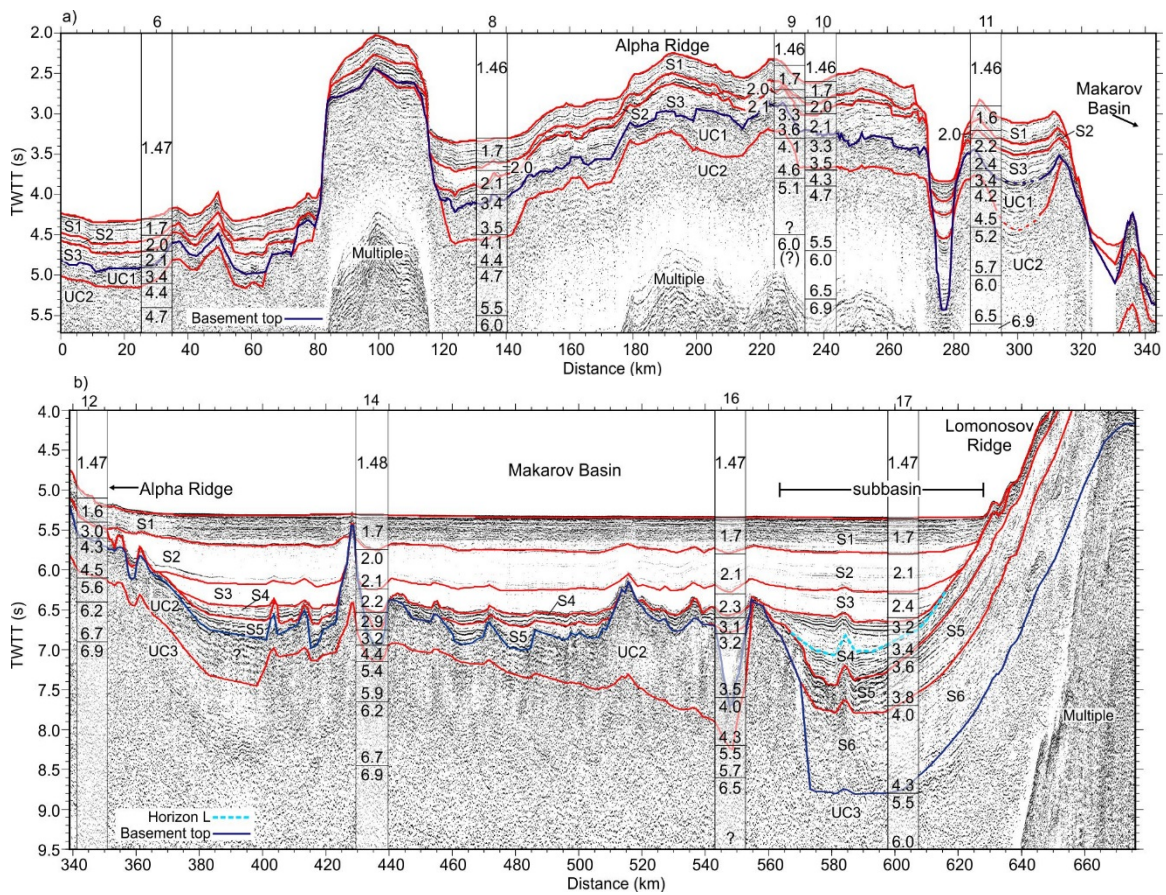 a)
6 8 9 10 11
2.0
2.5
3.0
3.5
4.0
4.5
5.0
5.5
TWTT (s)
1.47
1.7
2.0
2.1
3.4
4.4
4.7
S1
S2
S3
UC1
UC2
Basement top
Multiple
1.46
1.7
2.0
2.1
3.4
3.5
4.1
4.4
4.7
5.5
6.0
Alpha Ridge
S1
S2
S3
UC1
UC2
Multiple
1.46
1.7
2.0
2.1
3.3
3.6
4.1
4.6
5.1
?
6.0
(?)
1.46
1.7
2.0
2.1
3.3
3.5
4.3
4.7
5.5
6.0
6.5
6.9
1.46
1.6
2.0
2.2
2.4
3.4
4.2
4.5
5.2
5.7
6.0
6.5
6.9
S1
S2
S3
UC1
UC2
Makarov
Basin
0 20 40 60 80 100 120 140 160 180 200 220 240 260 280 300 320 340
Distance (km)
b)
12 14 16 17
4.0
4.5
5.0
5.5
6.0
6.5
7.0
7.5
8.0
8.5
9.0
9.5
TWTT (s)
1.47
1.6
3.0
4.3
4.5
5.6
6.2
6.7
6.9
Alpha Ridge
S1
S2
S3
S4
S5
?
UC2
UC3
Horizon L
Basement top
1.48
1.7
2.0
2.1
2.2
2.9
3.2
4.4
5.4
5.9
6.2
6.7
6.9
Makarov Basin
S4
S5
UC2
1.47
1.7
2.1
2.3
3.1
3.2
3.5
4.0
4.3
5.5
5.7
6.5
?
subbasin
S1
S2
S3
S4
S5
S6
UC3
1.47
1.7
2.1
2.4
3.2
3.4
3.6
3.8
4.0
4.3
5.5
6.0
Lomonosov
Ridge
S5
S6
Multiple
340 360 380 400 420 440 460 480 500 520 540 560 580 600 620 640 660
Distance (km)